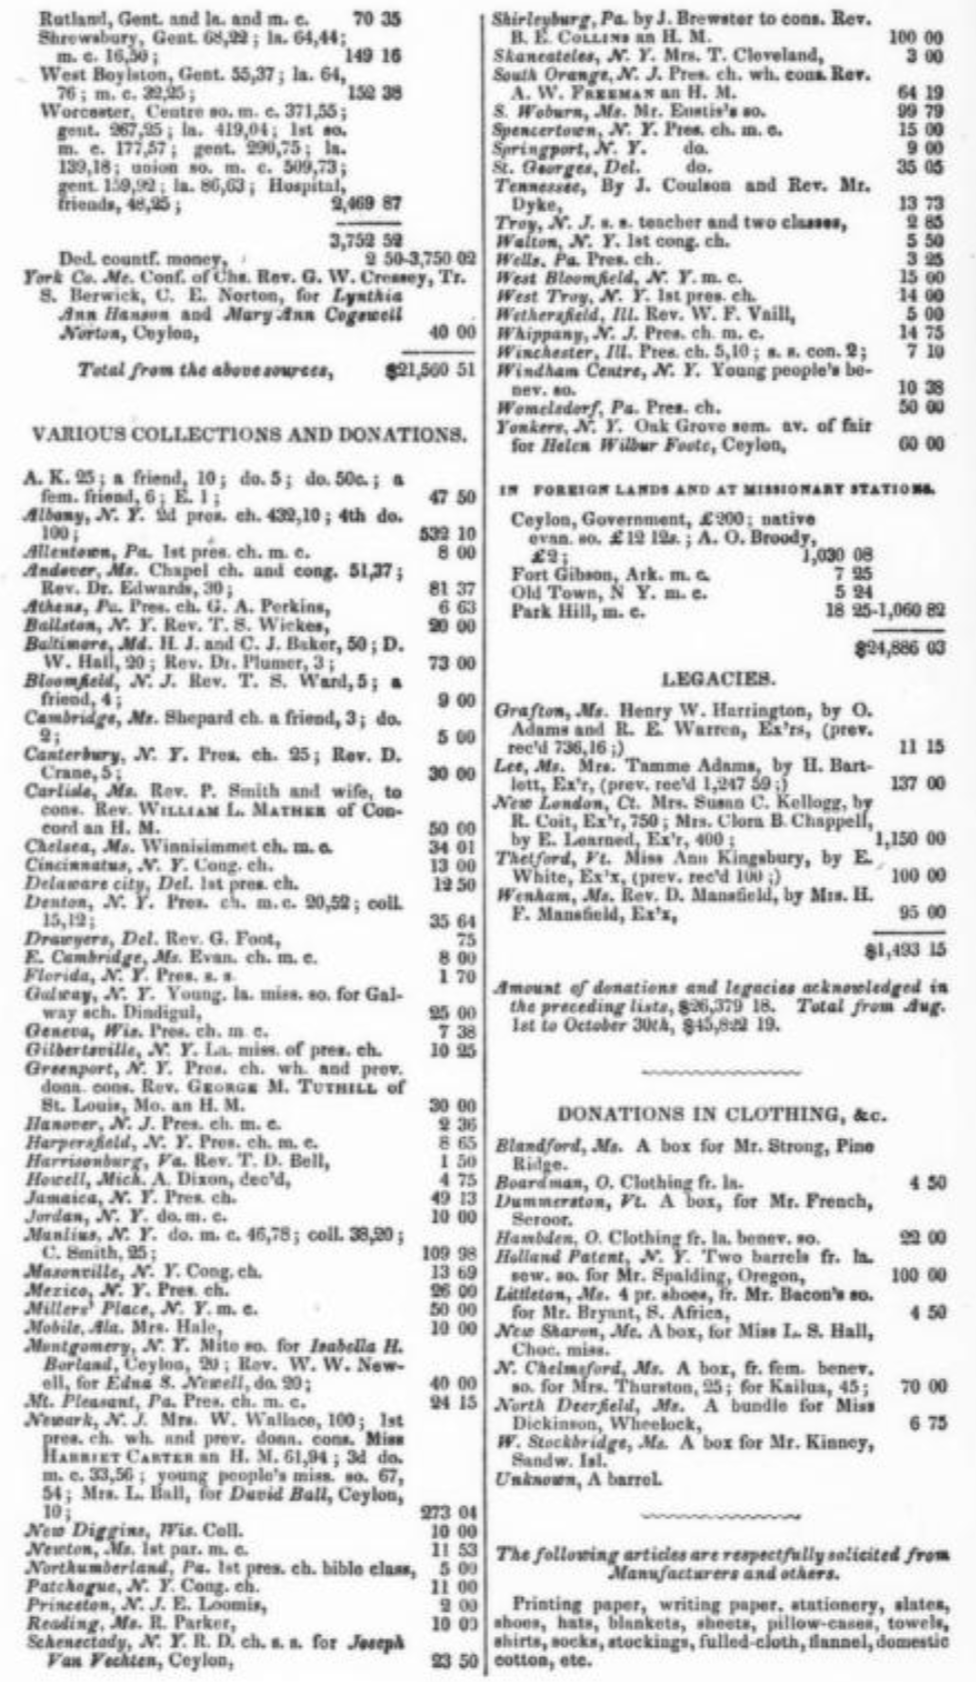 Rutland, Gent. and la. and m. c. 70 35
Shrewsbury, Gent. 68,22; la. 64,44;
m. c. 16,50; 149 16
West Boylston, Gent. 55,37; la. 64,
76; m. c. 32,25; 152 38
Worcester, Centre so. m. c. 371,55;
gent. 267,25; la. 419,04; 1st so.
m. c. 177,57; gent. 290,75; la.
139,18; union so. m. c. 509,73;
gent. 159,92; la. 86,63; Hospital,
friends, 48,25; 2,469 87
3,752 52
Ded. countf. money, 2 50-3,750 02
York Co. Me. Conf. of Chs. Rev. G. W. Cressey, Tr.
S. Berwick, C. E. Norton, for Lynthia
Ann Hanson and Mary Ann Cogswell
Norton, Ceylon, 40 00
Total from the above sources, $21,560 51
VARIOUS COLLECTIONS AND DONATIONS.
A. K. 25; a friend, 10; do. 5; do. 50c.; a
fem. friend, 6; E. 1; 47 50
Albany, N. Y. 2d pres. ch. 432,10; 4th do.
100; 532 10
Allentown, Pa. 1st pres. ch. m. c. 8 00
Andover, Ms. Chapel ch. and cong. 51,37;
Rev. Dr. Edwards, 30; 81 37
Athens, Pa. Pres. ch. G. A. Perkins, 6 63
Ballston, N. Y. Rev. T. S. Wickes, 20 00
Baltimore, Md. H. J. and C. J. Baker, 50; D.
W. Hall, 20; Rev. Dr. Plumer, 3; 73 00
Bloomfield, N. J. Rev. T. S. Ward, 5; a
friend, 4; 9 00
Cambridge, Ms. Shepard ch. a friend, 3; do.
2; 5 00
Canterbury, N. Y. Pres. ch. 25; Rev. D.
Crane, 5; 30 00
Carlisle, Ms. Rev. P. Smith and wife, to
cons. Rev. WILLIAM L. MATHER of Con-
cord an H. M. 50 00
Chelsea, Ms. Winnisimmet ch. m. c. 34 01
Cincinnatus, N. Y. Cong. ch. 13 00
Delaware city, Del. 1st pres. ch. 12 50
Denton, N. Y. Pres. ch. m. c. 20,52; coll.
15,12; 35 64
Drawyers, Del. Rev. G. Foot, 75
E. Cambridge, Ms. Evan. ch. m. c. 8 00
Florida, N. Y. Pres. s. s. 1 70
Galway, N. Y. Young. la. miss. so. for Gal-
way sch. Dindigul, 25 00
Geneva, Wis. Pres. ch. m c. 7 38
Gilbertsville, N. Y. La. miss. of pres. ch. 10 25
Greenport, N. Y. Pres. ch. wh. and prev.
dona. cons. Rev. GEORGE M. TUTHILL of
St. Louis, Mo. an H. M. 30 00
Hanover, N. J. Pres. ch. m. c. 2 36
Harpersfield, N. Y. Pres. ch. m. c. 8 65
Harrisonburg, Va. Rev. T. D. Bell, 1 50
Howell, Mich. A. Dixon, dec'd, 4 75
Jamaica, N. Y. Pres. ch. 49 13
Jordan, N. Y. do. m. c. 10 00
Manlius, N. Y. do. m. c. 46,78; coll. 38,20;
C. Smith, 25; 109 98
Masonville, N. Y. Cong. ch. 13 69
Mexico, N. Y. Pres. ch. 26 00
Millers' Place, N. Y. m. c. 50 00
Mobile, Ala. Mrs. Hale, 10 00
Montgomery, N. Y. Mite so. for Isabella H.
Borland, Ceylon, 20; Rev. W. W. New-
ell, for Edna S. Newell, do. 20; 40 00
Mt. Pleasant, Pa. Pres. ch. m. c. 24 15
Newark, N. J. Mrs. W. Wallace, 100; 1st
pres. ch. wh. and prev. dona. cons. Miss
HARRIET CARTER an H. M. 61,94; 3d do.
m. c. 33,56; young people's miss. so. 67,
54; Mrs. L. Ball, for David Ball, Ceylon,
10; 273 04
New Diggins, Wis. Coll. 10 00
Newton, Ms. 1st par. m. c. 11 53
Northumberland, Pa. 1st pres. ch. bible class, 5 00
Patchogue, N. Y. Cong. ch. 11 00
Princeton, N. J. E. Loomis, 2 00
Reading, Ms. R. Parker, 10 00
Schenectady, N. Y. R. D. ch. s. s. for Joseph
Van Vechten, Ceylon, 23 50
Shirleyburg, Pa. by J. Brewster to cons. Rev.
B. E. COLLINS an H. M. 100 00
Skaneateles, N. Y. Mrs. T. Cleveland, 3 00
South Orange, N. J. Pres. ch. wh. cons. Rev.
A. W. FREEMAN an H. M. 64 19
S. Woburn, Ms. Mr. Eustis's so. 99 79
Spencertown, N. Y. Pres. ch. m. c. 15 00
Springport, N. Y. do. 9 00
St. Georges, Del. do. 35 05
Tennessee, By J. Coulson and Rev. Mr.
Dyke, 13 73
Troy, N. J. s. s. teacher and two classes, 2 85
Walton, N. Y. 1st cong. ch. 5 50
Wells, Pa. Pres. ch. 3 25
West Bloomfield, N. Y. m. c. 15 00
West Troy, N. Y. 1st pres. ch. 14 00
Wethersfield, Ill. Rev. W. F. Vaill, 5 00
Whippany, N. J. Pres. ch. m. c. 14 75
Winchester, Ill. Pres. ch. 5,10; s. s. con. 2; 7 10
Windham Centre, N. Y. Young people's be-
nev. so. 10 38
Womelsdorf, Pa. Pres. ch. 50 00
Yonkers, N. Y. Oak Grove sem. av. of fair
for Helen Wilbur Foote, Ceylon, 60 00
IN FOREIGN LANDS AND AT MISSIONARY STATIONS.
Ceylon, Government, £200; native
evan. so. £12 12s.; A. O. Broody,
£2; 1,030 08
Fort Gibson, Ark. m. c. 7 25
Old Town, N Y. m. c. 5 24
Park Hill, m. c. 18 25-1,060 82
$24,886 03
LEGACIES.
Grafton, Ms. Henry W. Harrington, by O.
Adams and R. E. Warren, Ex'rs, (prev.
rec'd 736,16;) 11 15
Lee, Ms. Mrs. Tamme Adams, by H. Bart-
lett, Ex'r, (prev. rec'd 1,247 59;) 137 00
New London, Ct. Mrs. Susan C. Kellogg, by
R. Coit, Ex'r, 750; Mrs. Clora B. Chappell,
by E. Learned, Ex'r, 400; 1,150 00
Thetford, Vt. Miss Ann Kingsbury, by E.
White, Ex'x, (prev. rec'd 100;) 100 00
Wenham, Ms. Rev. D. Mansfield, by Mrs. H.
F. Mansfield, Ex'x, 95 00
$1,493 15
Amount of donations and legacies acknowledged in
the preceding lists, $26,379 18. Total from Aug.
1st to October 30th, $45,822 19.
DONATIONS IN CLOTHING, &c.
Blandford, Ms. A box for Mr. Strong, Pine
Ridge.
Boardman, O. Clothing fr. la. 4 50
Dummerston, Vt. A box, for Mr. French,
Seroor.
Hambden, O. Clothing fr. la. benev. so. 22 00
Holland Patent, N. Y. Two barrels fr. la.
sew. so. for Mr. Spalding, Oregon, 100 00
Littleton, Ms. 4 pr. shoes, fr. Mr. Bacon's so.
for Mr. Bryant, S. Africa, 4 50
New Sharon, Me. A box, for Miss L. S. Hall,
Choc. miss.
N. Chelmsford, Ms. A box, fr. fem. benev.
so. for Mrs. Thurston, 25; for Kailua, 45; 70 00
North Deerfield, Ms. A bundle for Miss
Dickinson, Wheelock, 6 75
W. Stockbridge, Ms. A box for Mr. Kinney,
Sandw. Isl.
Unknown, A barrel.
The following articles are respectfully solicited from
Manufacturers and others.
Printing paper, writing paper, stationery, slates,
shoes, hats, blankets, sheets, pillow-cases, towels,
shirts, socks, stockings, fulled-cloth, flannel, domestic
cotton, etc.